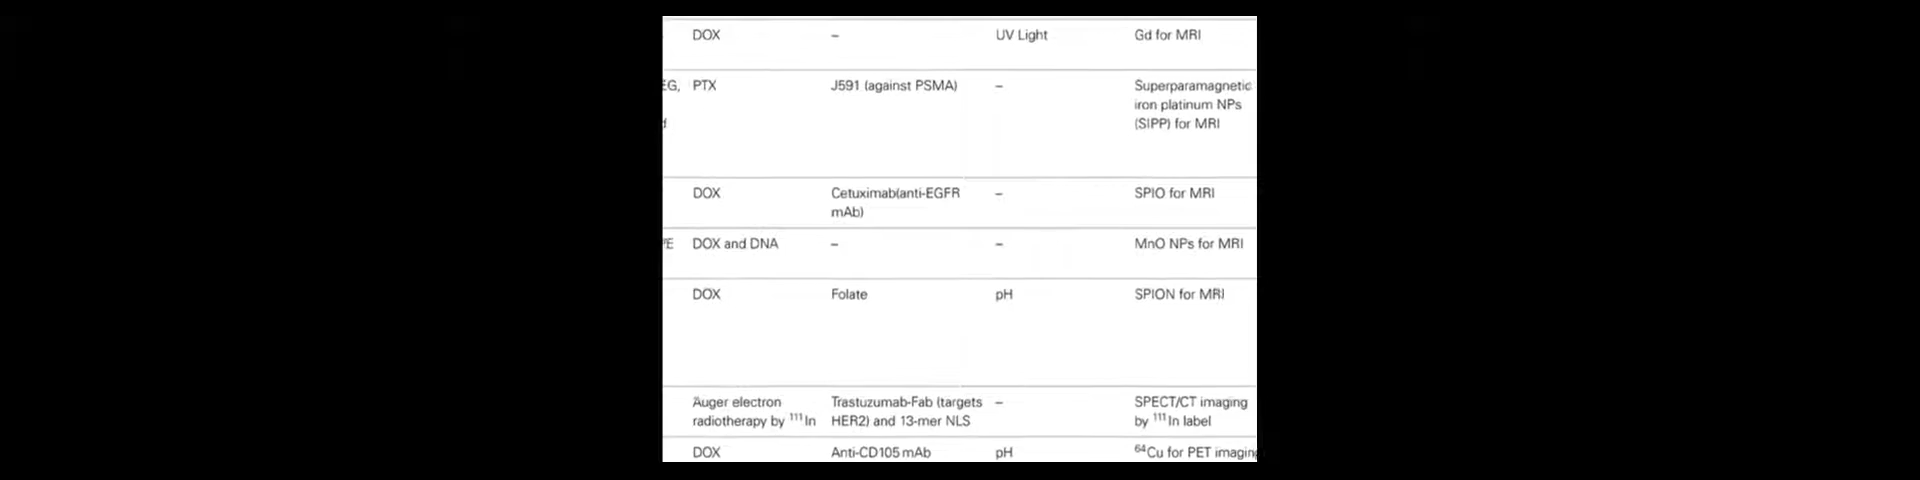 DOX – UV Light Gd for MRI
PTX J591 (against PSMA) – Superparamagnetic
iron platinum NPs
(SIPP) for MRI
DOX Cetuximab(anti-EGFR – SPIO for MRI
mAb)
DOX and DNA – – MnO NPs for MRI
DOX Folate pH SPION for MRI
Auger electron Trastuzumab-Fab (targets – SPECT/CT imaging
radiotherapy by ¹¹¹In HER2) and 13-mer NLS by ¹¹¹In label
DOX Anti-CD105 mAb pH ⁶⁴Cu for PET imaging